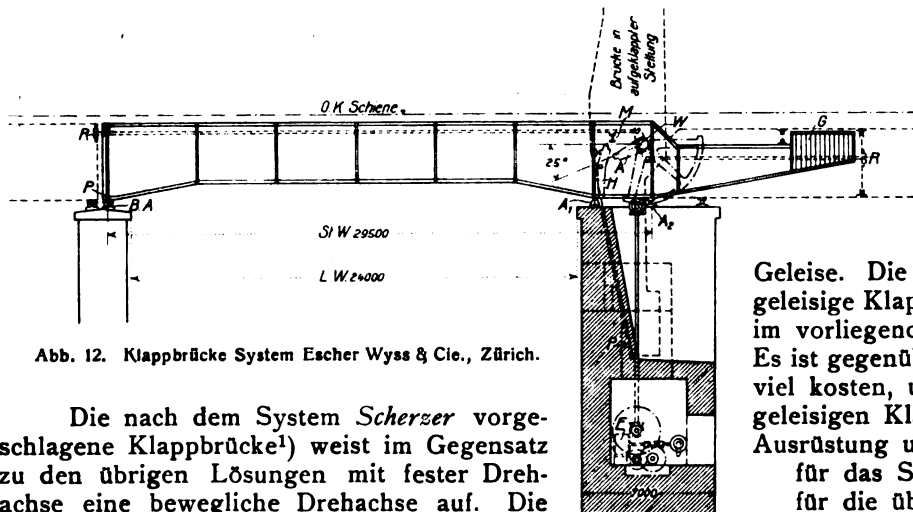 Brücke in
aufgeklappter
Stellung
O.K. Schiene.
M
W
G
R
R
25°
A
H
P
B A
A₁
A₂
St W 29500
L. W. 24000
P
E
5000
Abb. 12. Klappbrücke System Escher Wyss & Cie., Zürich.
Die nach dem System Scherzer vorge-
schlagene Klappbrücke¹) weist im Gegensatz
zu den übrigen Lösungen mit fester Dreh-
achse eine bewegliche Drehachse auf. Die
Geleise. Die
geleisige Klap
im vorliegend
Es ist gegenü
viel kosten, u
geleisigen Kl
Ausrüstung u
für das S
für die üb